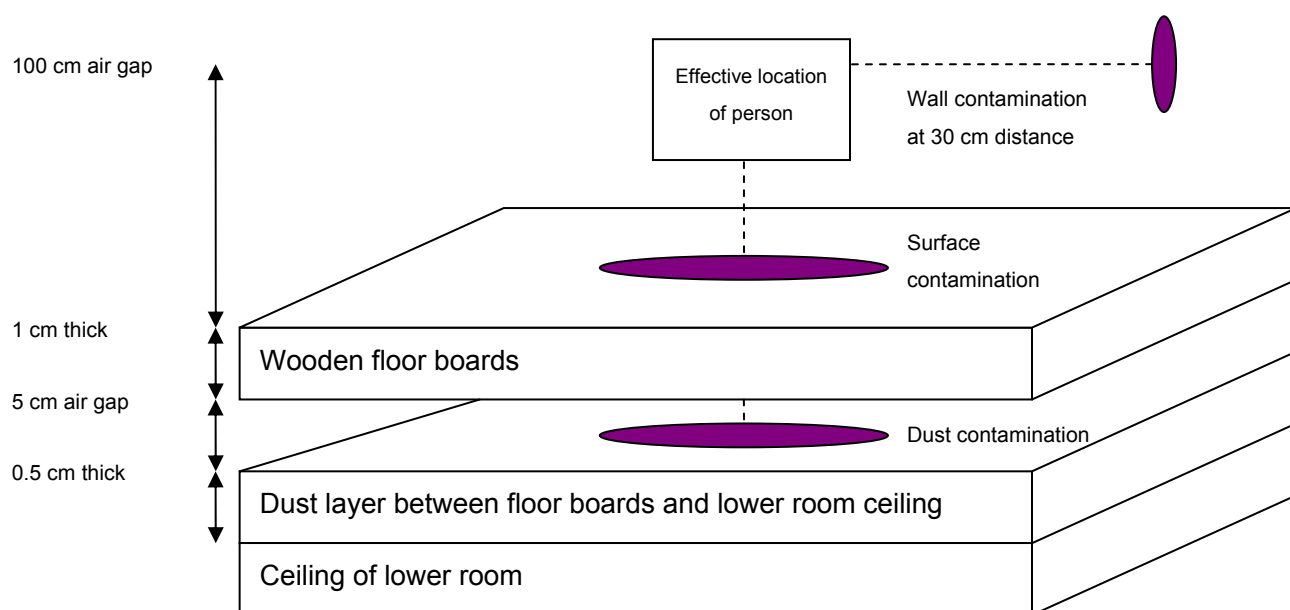 100 cm air gap
Effective location
of person
Wall contamination
at 30 cm distance
Surface
contamination
1 cm thick
Wooden floor boards
5 cm air gap
Dust contamination
0.5 cm thick
Dust layer between floor boards and lower room ceiling
Ceiling of lower room